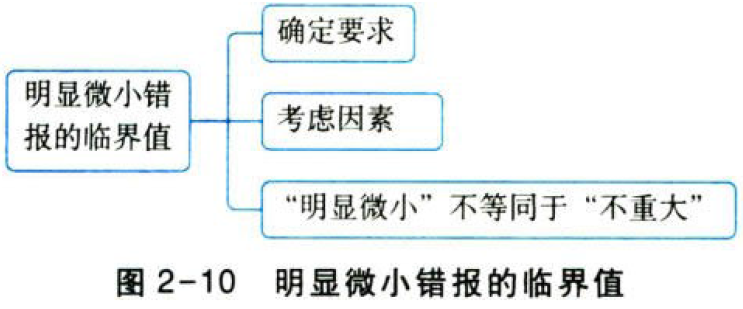 确定要求
明显微小错
报的临界值
考虑因素
“明显微小”不等同于“不重大”
图 2-10 明显微小错报的临界值